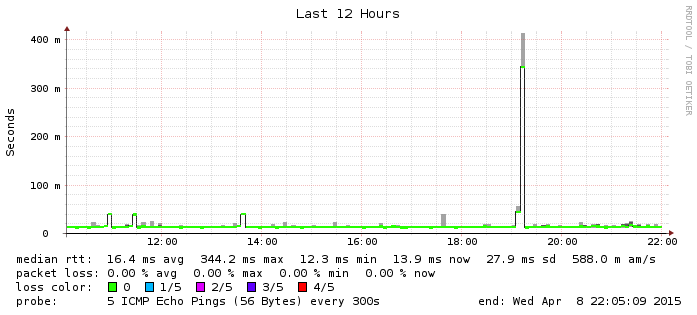 Last 12 Hours
RRDTOOL / TOBI OETIKER
Seconds
400 m
300 m
200 m
100 m
0
12:00 14:00 16:00 18:00 20:00 22:00
median rtt: 16.4 ms avg 344.2 ms max 12.3 ms min 13.9 ms now 27.9 ms sd 588.0 m am/s
packet loss: 0.00 % avg 0.00 % max 0.00 % min 0.00 % now
loss color: 0 1/5 2/5 3/5 4/5
probe: 5 ICMP Echo Pings (56 Bytes) every 300s end: Wed Apr 8 22:05:09 2015